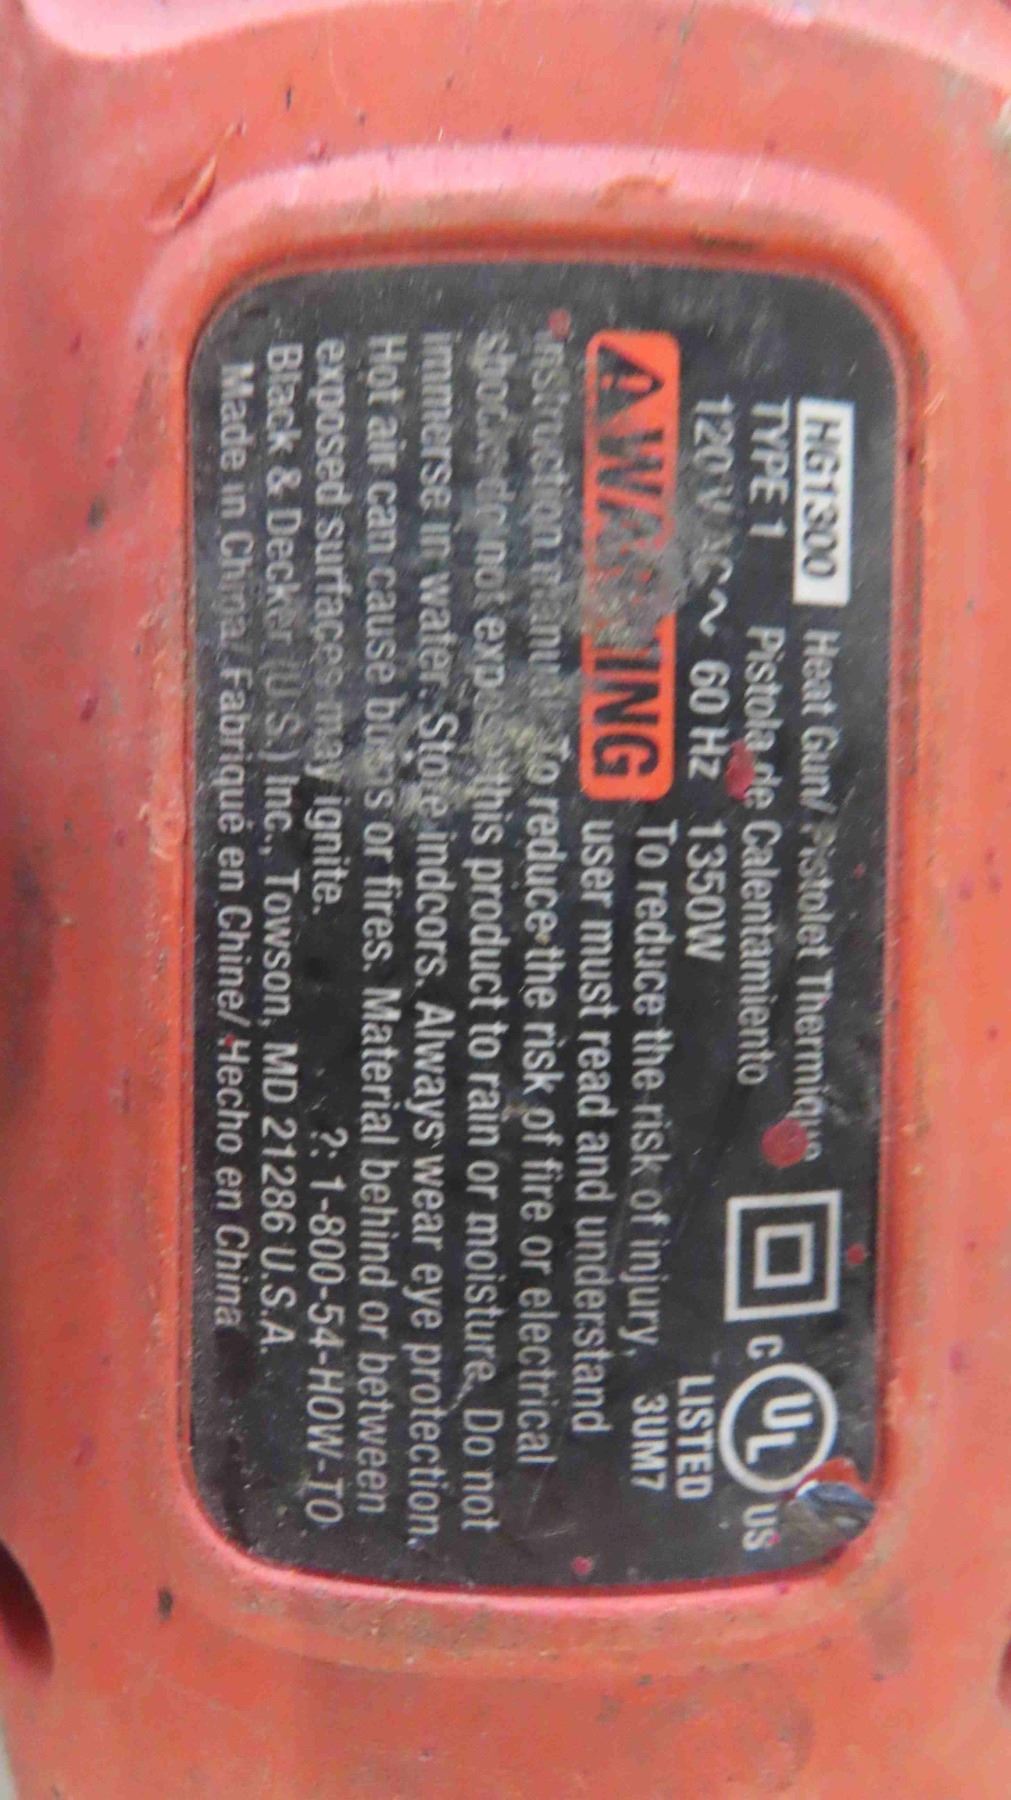 HG1300 Heat Gun/ Pistolet Thermique
TYPE 1 Pistola de Calentamiento
120V AC ~ 60 Hz 1350W
C UL US
LISTED
3UM7
WARNING To reduce the risk of injury,
user must read and understand
instruction manual. To reduce the risk of fire or electrical
shock, do not expose this product to rain or moisture. Do not
immerse in water. Store indoors. Always wear eye protection.
Hot air can cause burns or fires. Material behind or between
exposed surfaces may ignite. ?: 1-800-54-HOW-TO
Black & Decker (U.S.) Inc., Towson, MD 21286 U.S.A.
Made in China/ Fabriqué en Chine/ Hecho en China